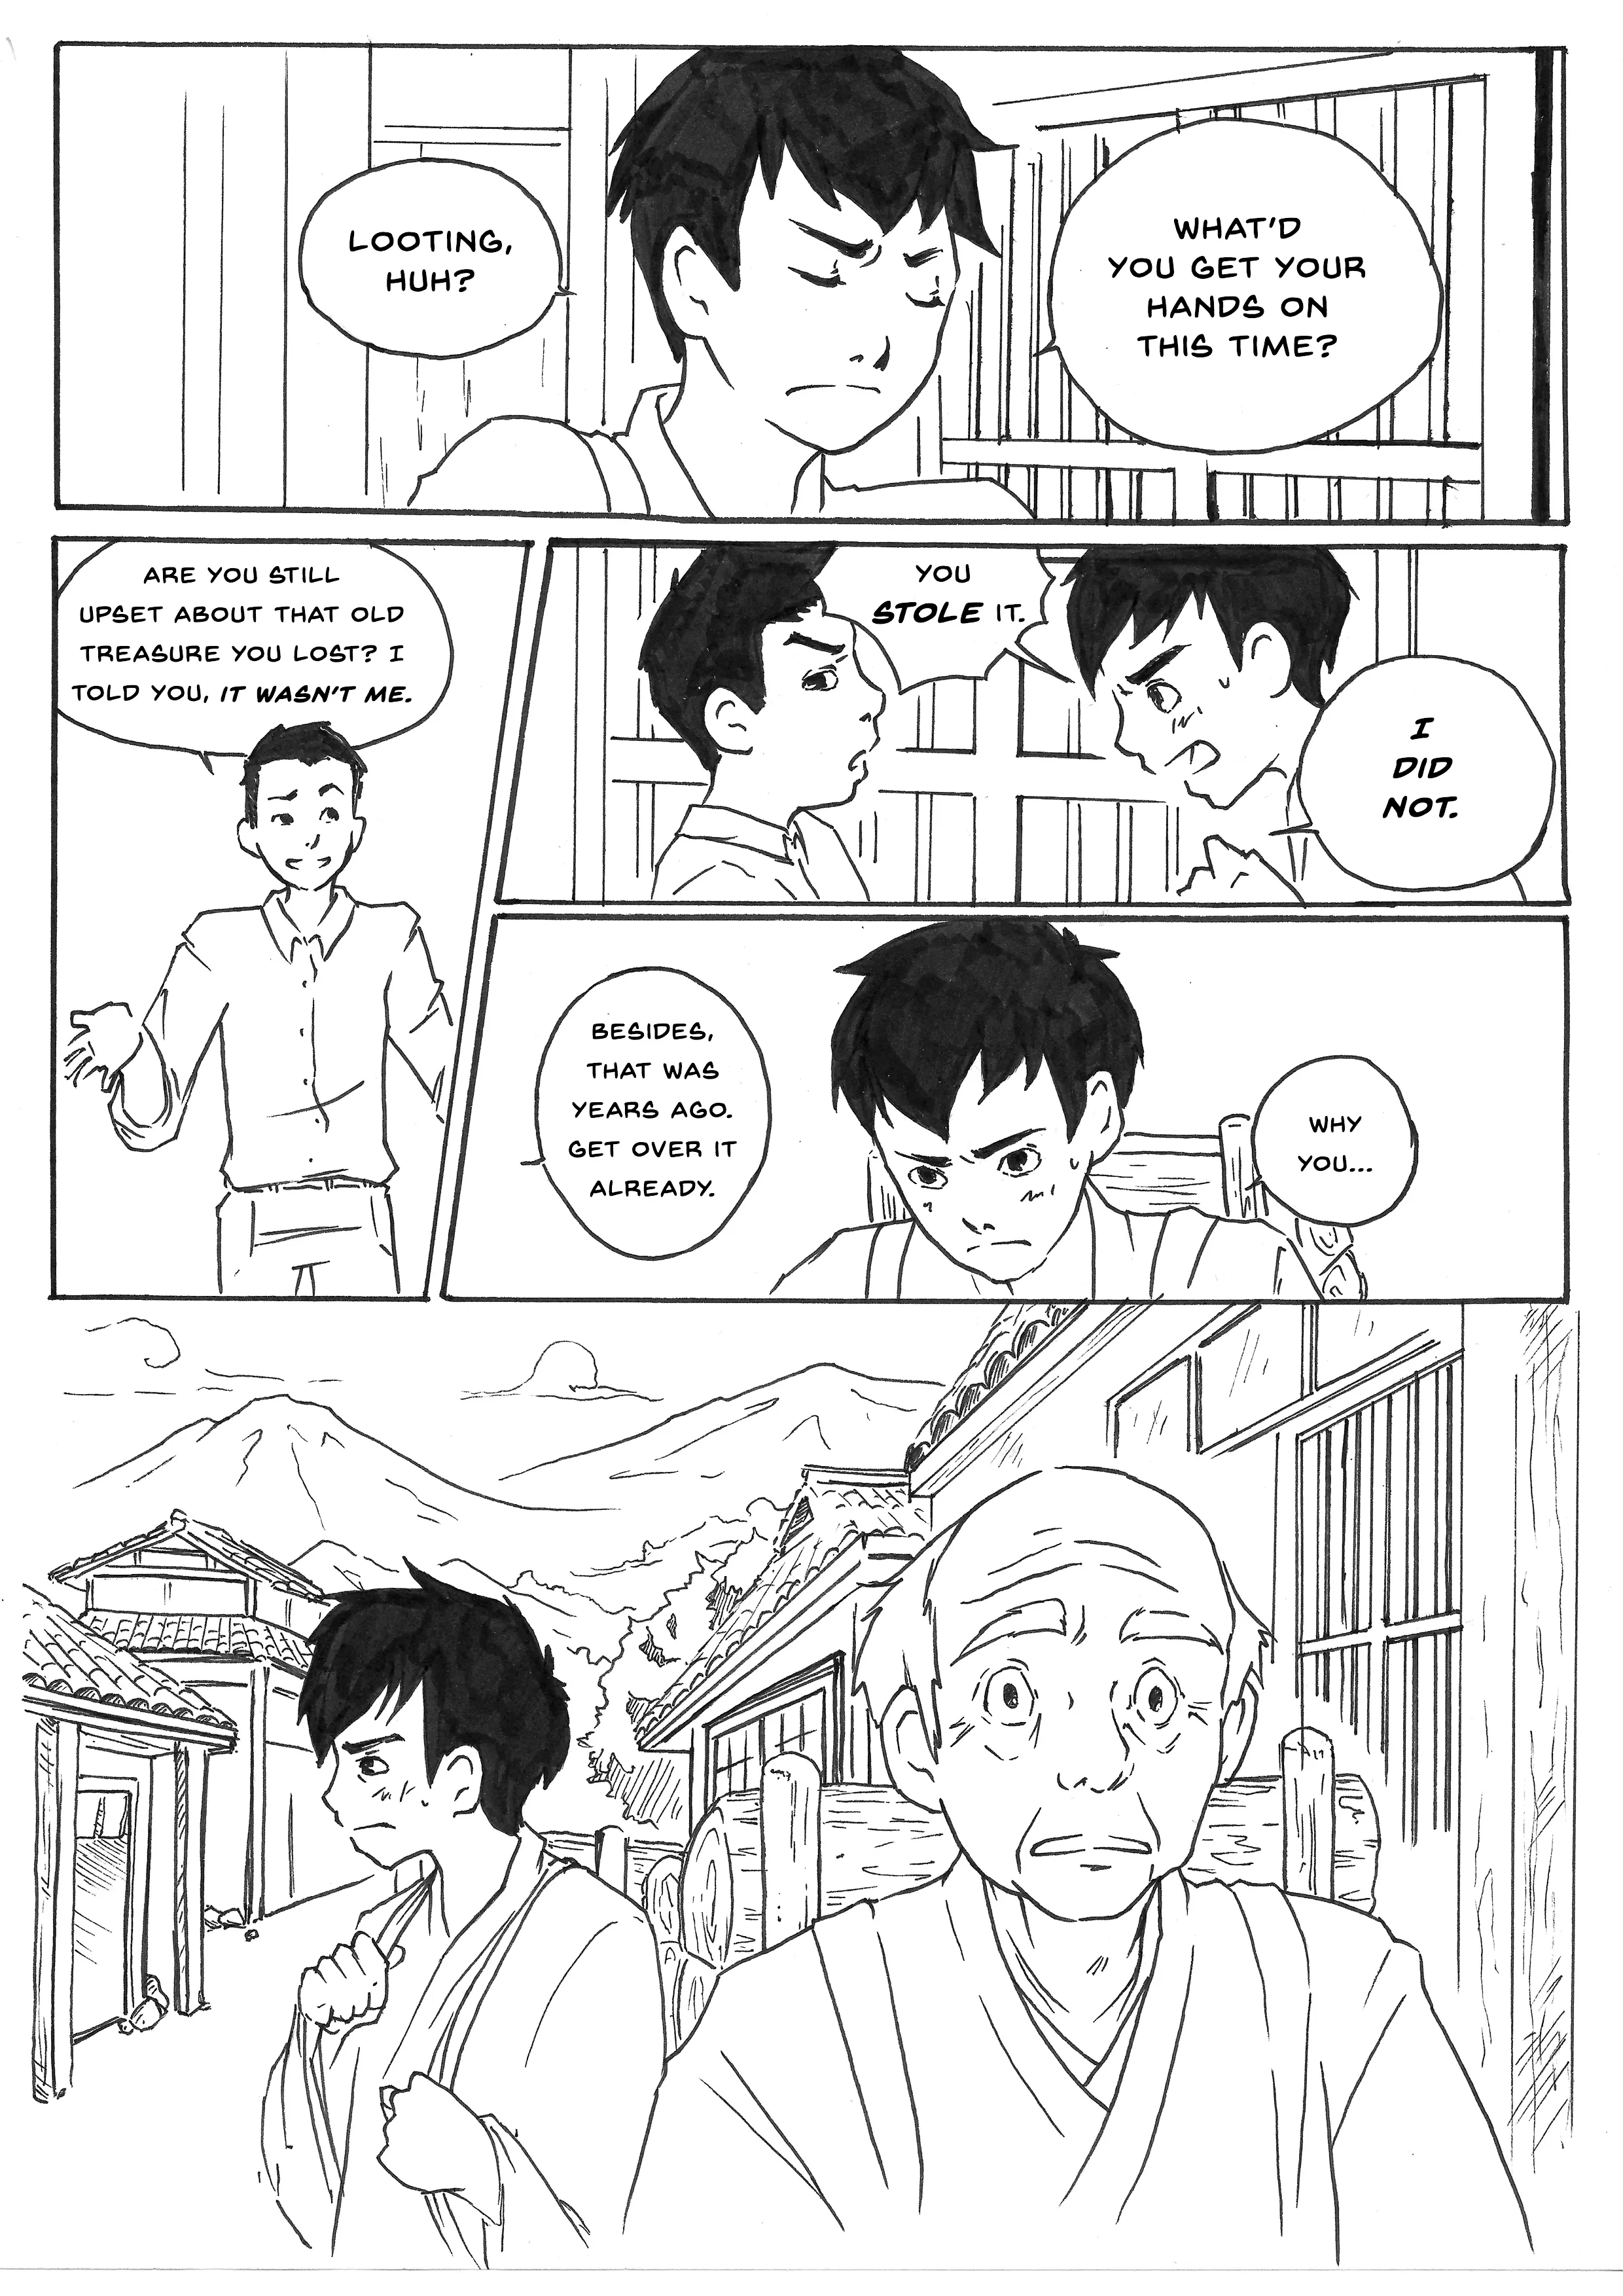 LOOTING,
HUH?
WHAT'D
YOU GET YOUR
HANDS ON
THIS TIME?
ARE YOU STILL
UPSET ABOUT THAT OLD
TREASURE YOU LOST? I
TOLD YOU, IT WASN'T ME.
YOU
STOLE IT.
I
DID
NOT.
BESIDES,
THAT WAS
YEARS AGO.
GET OVER IT
ALREADY.
WHY
YOU...